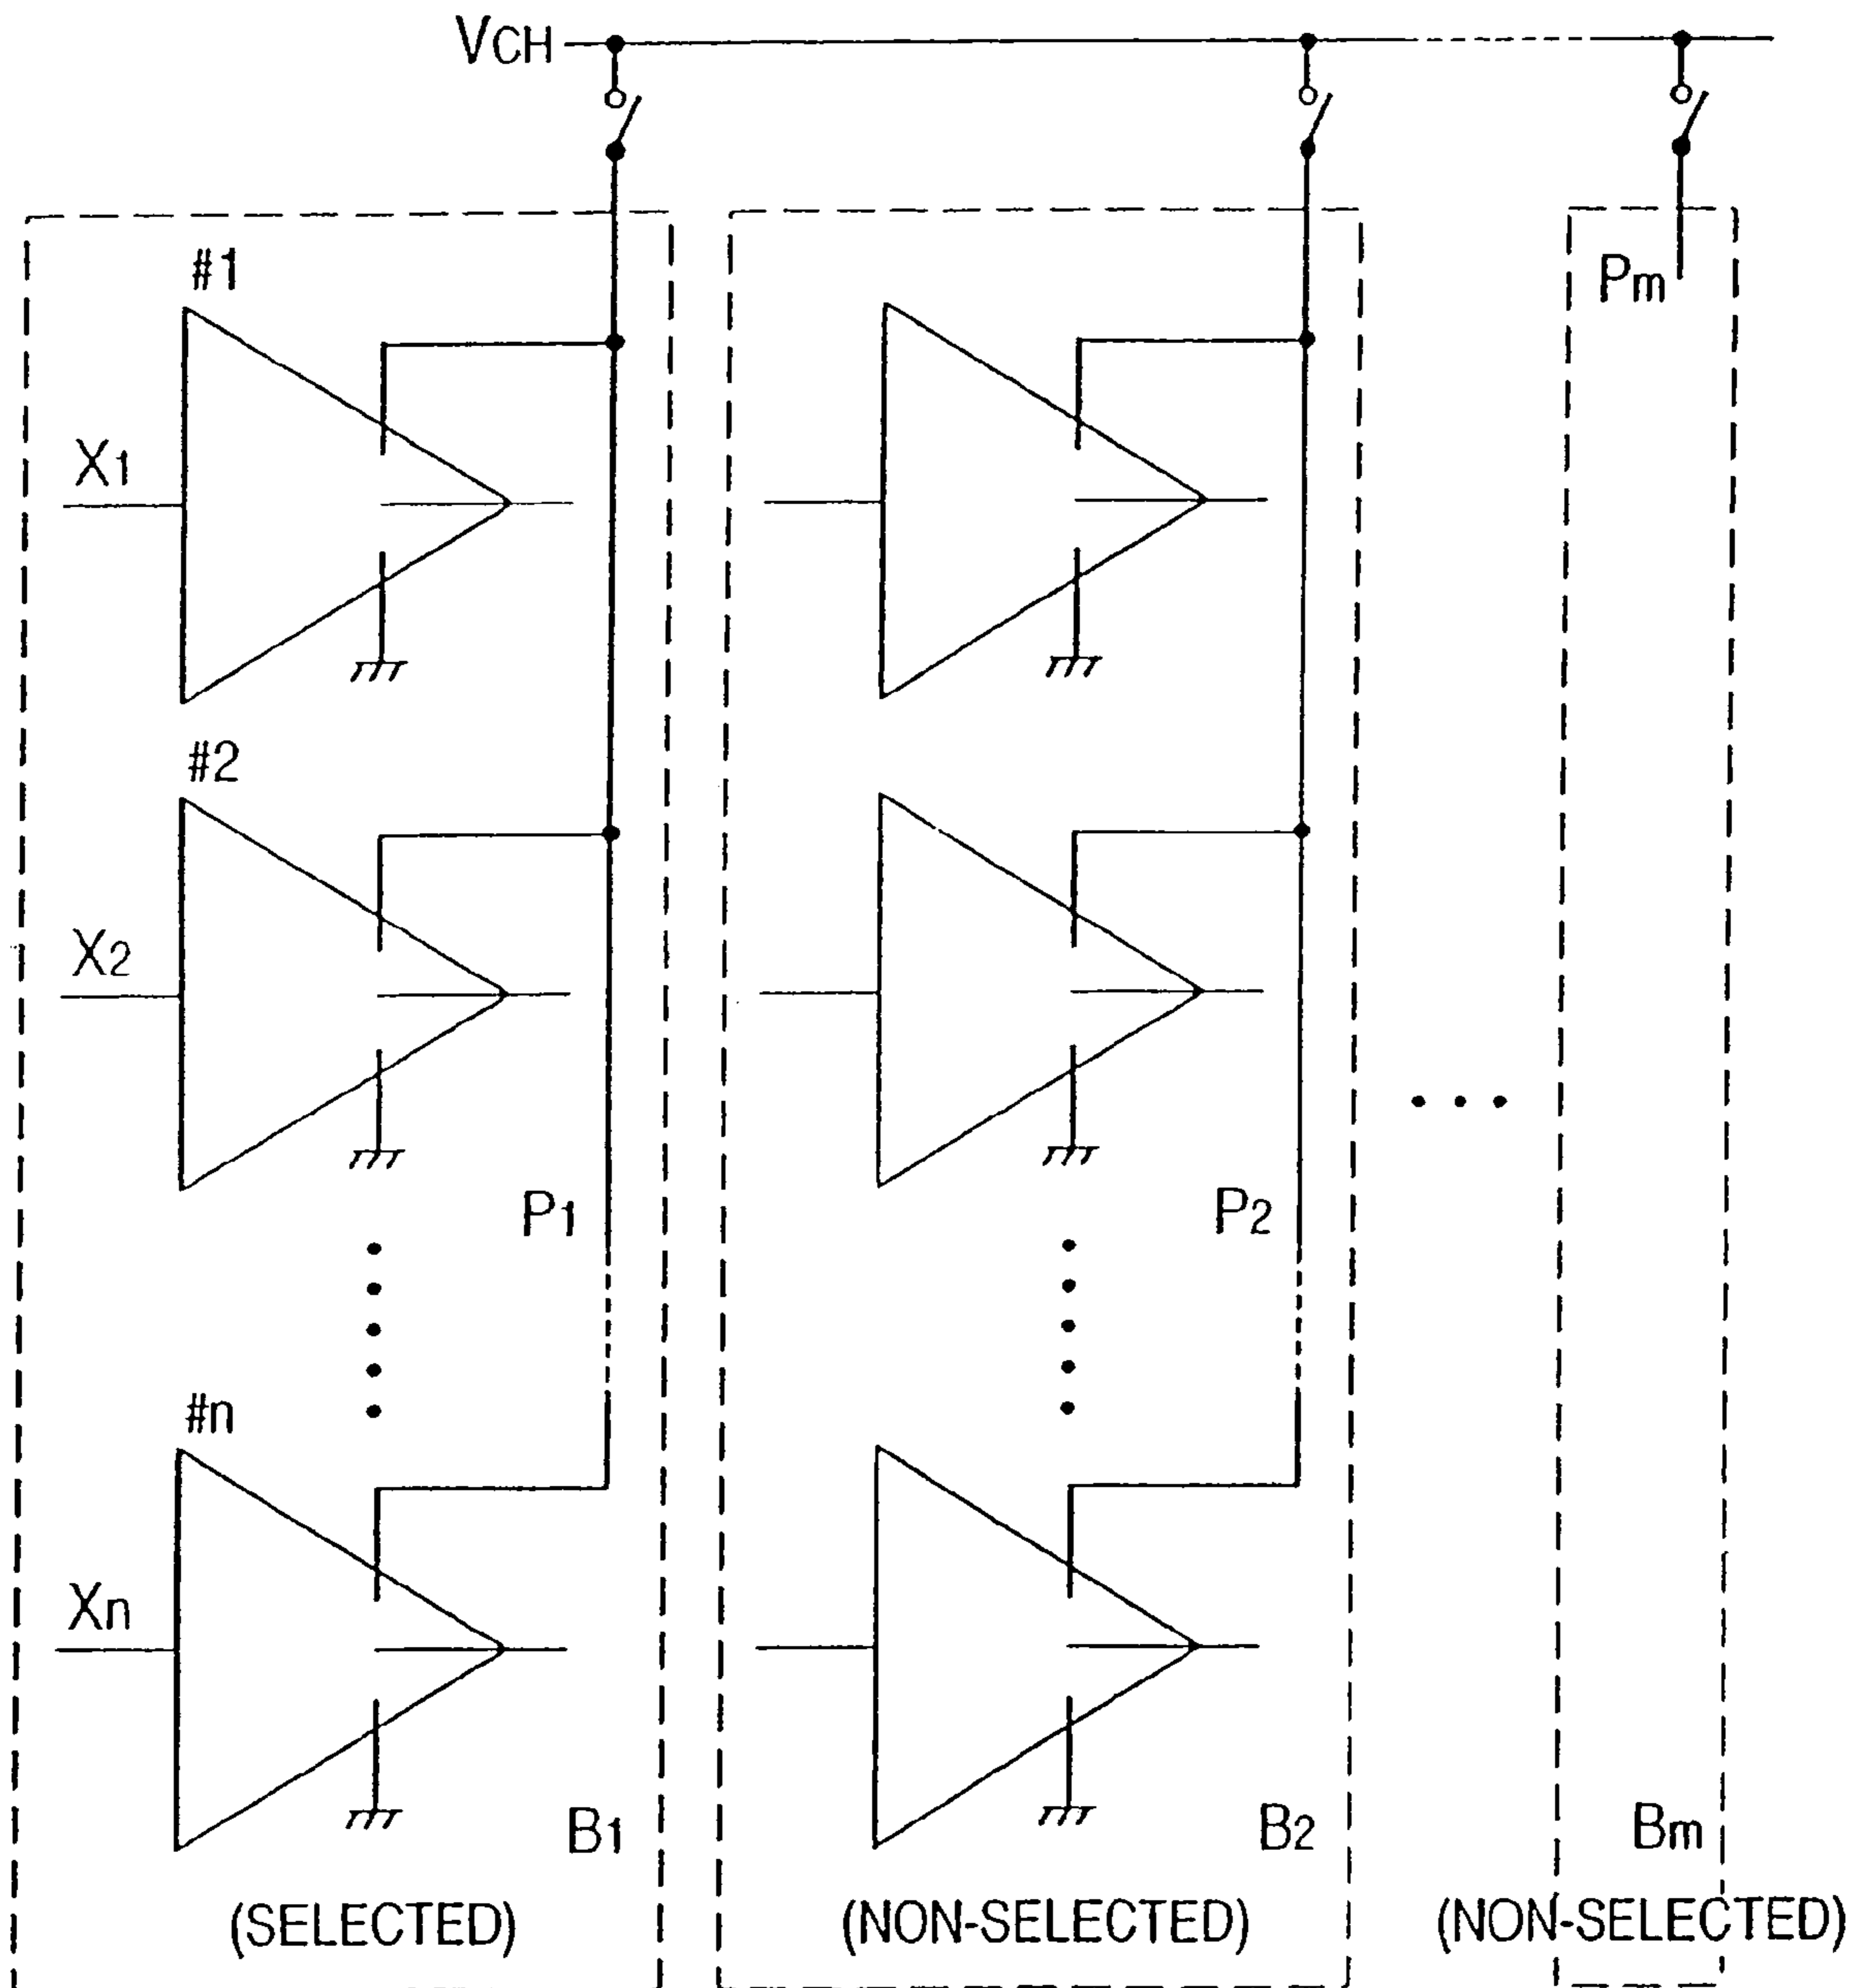 VCH
#1
Pm
X1
#2
X2
P1
P2
#n
Xn
B1
B2
Bm
(SELECTED)
(NON-SELECTED)
(NON-SELECTED)